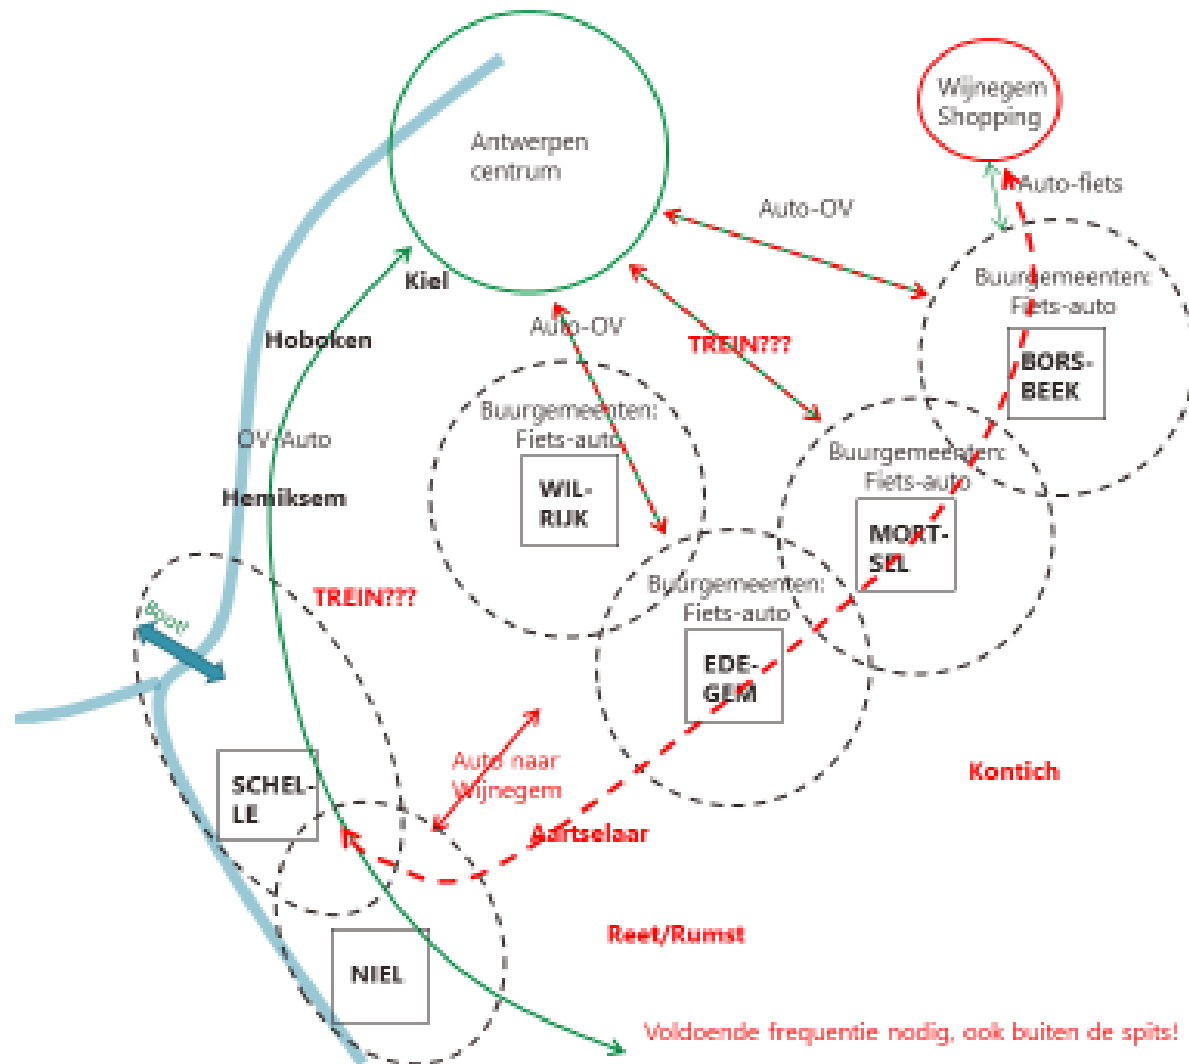 Wijnegem
Shopping
Antwerpen
centrum
Auto-fiets
Auto-OV
Kiel
Buurgemeenten:
Fiets-auto
Auto-OV
Hoboken
TREIN???
BORS-
BEEK
Buurgemeenten:
Fiets-auto
OV-Auto
Buurgemeenten:
Fiets-auto
Hemiksem
WIL-
RIJK
MORT-
SEL
TREIN???
Buurgemeenten:
Fiets-auto
Boot!
EDE-
GEM
Auto naar
Wijnegem
Kontich
SCHEL-
LE
Aartselaar
Reet/Rumst
NIEL
Voldoende frequentie nodig, ook buiten de spits!